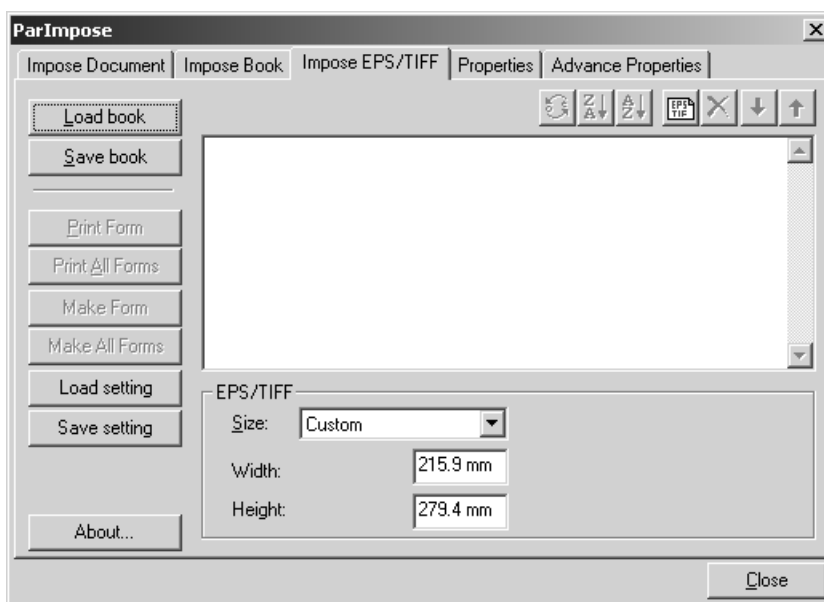 ParImpose
Impose Document Impose Book Impose EPS/TIFF Properties Advance Properties
Load book
Z A A Z EPS TIF
Save book
Print Form
Print All Forms
Make Form
Make All Forms
Load setting
Save setting
About...
EPS/TIFF
Size: Custom
Width: 215.9 mm
Height: 279.4 mm
Close